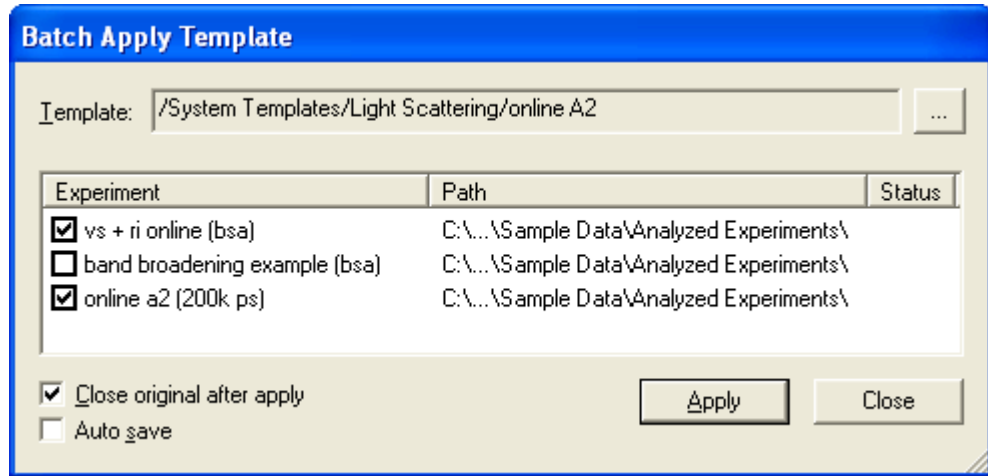 Batch Apply Template
Template: /System Templates/Light Scattering/online A2 ...
Experiment Path Status
vs + ri online (bsa) C:\...\Sample Data\Analyzed Experiments\
band broadening example (bsa) C:\...\Sample Data\Analyzed Experiments\
online a2 (200k ps) C:\...\Sample Data\Analyzed Experiments\
Close original after apply Apply Close
Auto save